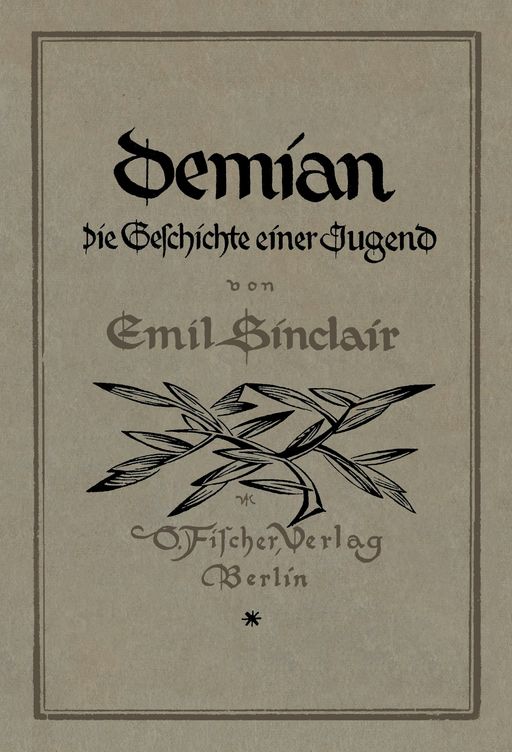 Demian
Die Geſchichte einer Jugend
von
Emil Sinclair
S. Fiſcher, Verlag
Berlin
*